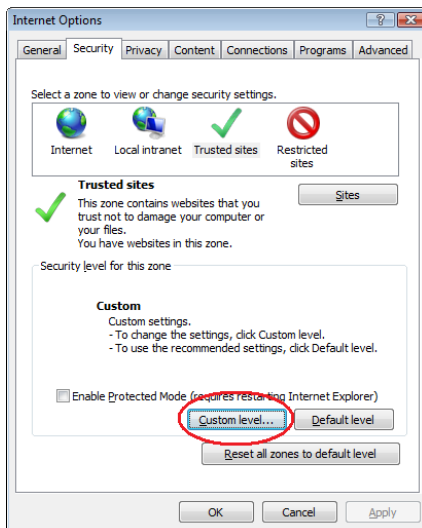 Internet Options
General Security Privacy Content Connections Programs Advanced
Select a zone to view or change security settings.
Internet Local intranet Trusted sites Restricted
sites
Trusted sites
Sites
This zone contains websites that you
trust not to damage your computer or
your files.
You have websites in this zone.
Security level for this zone
Custom
Custom settings.
- To change the settings, click Custom level.
- To use the recommended settings, click Default level.
Enable Protected Mode (requires restarting Internet Explorer)
Custom level... Default level
Reset all zones to default level
OK Cancel Apply